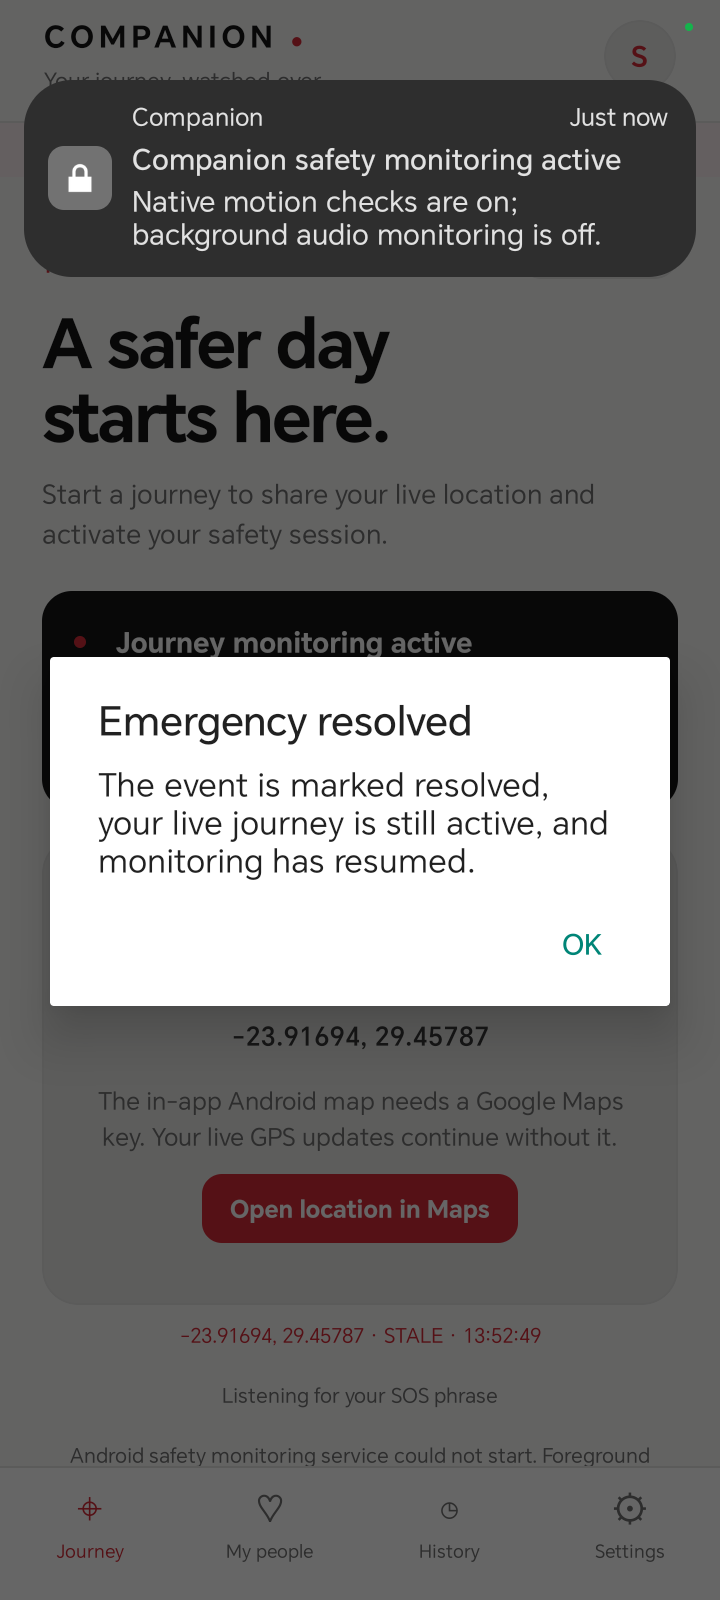 COMPANION
S
Your journey, watched over
Companion
Just now
Companion safety monitoring active
Native motion checks are on;
background audio monitoring is off.
A safer day
starts here.
Start a journey to share your live location and
activate your safety session.
Journey monitoring active
Emergency resolved
The event is marked resolved,
your live journey is still active, and
monitoring has resumed.
OK
-23.91694, 29.45787
The in-app Android map needs a Google Maps
key. Your live GPS updates continue without it.
Open location in Maps
-23.91694, 29.45787 · STALE · 13:52:49
Listening for your SOS phrase
Android safety monitoring service could not start. Foreground
Journey
My people
History
Settings